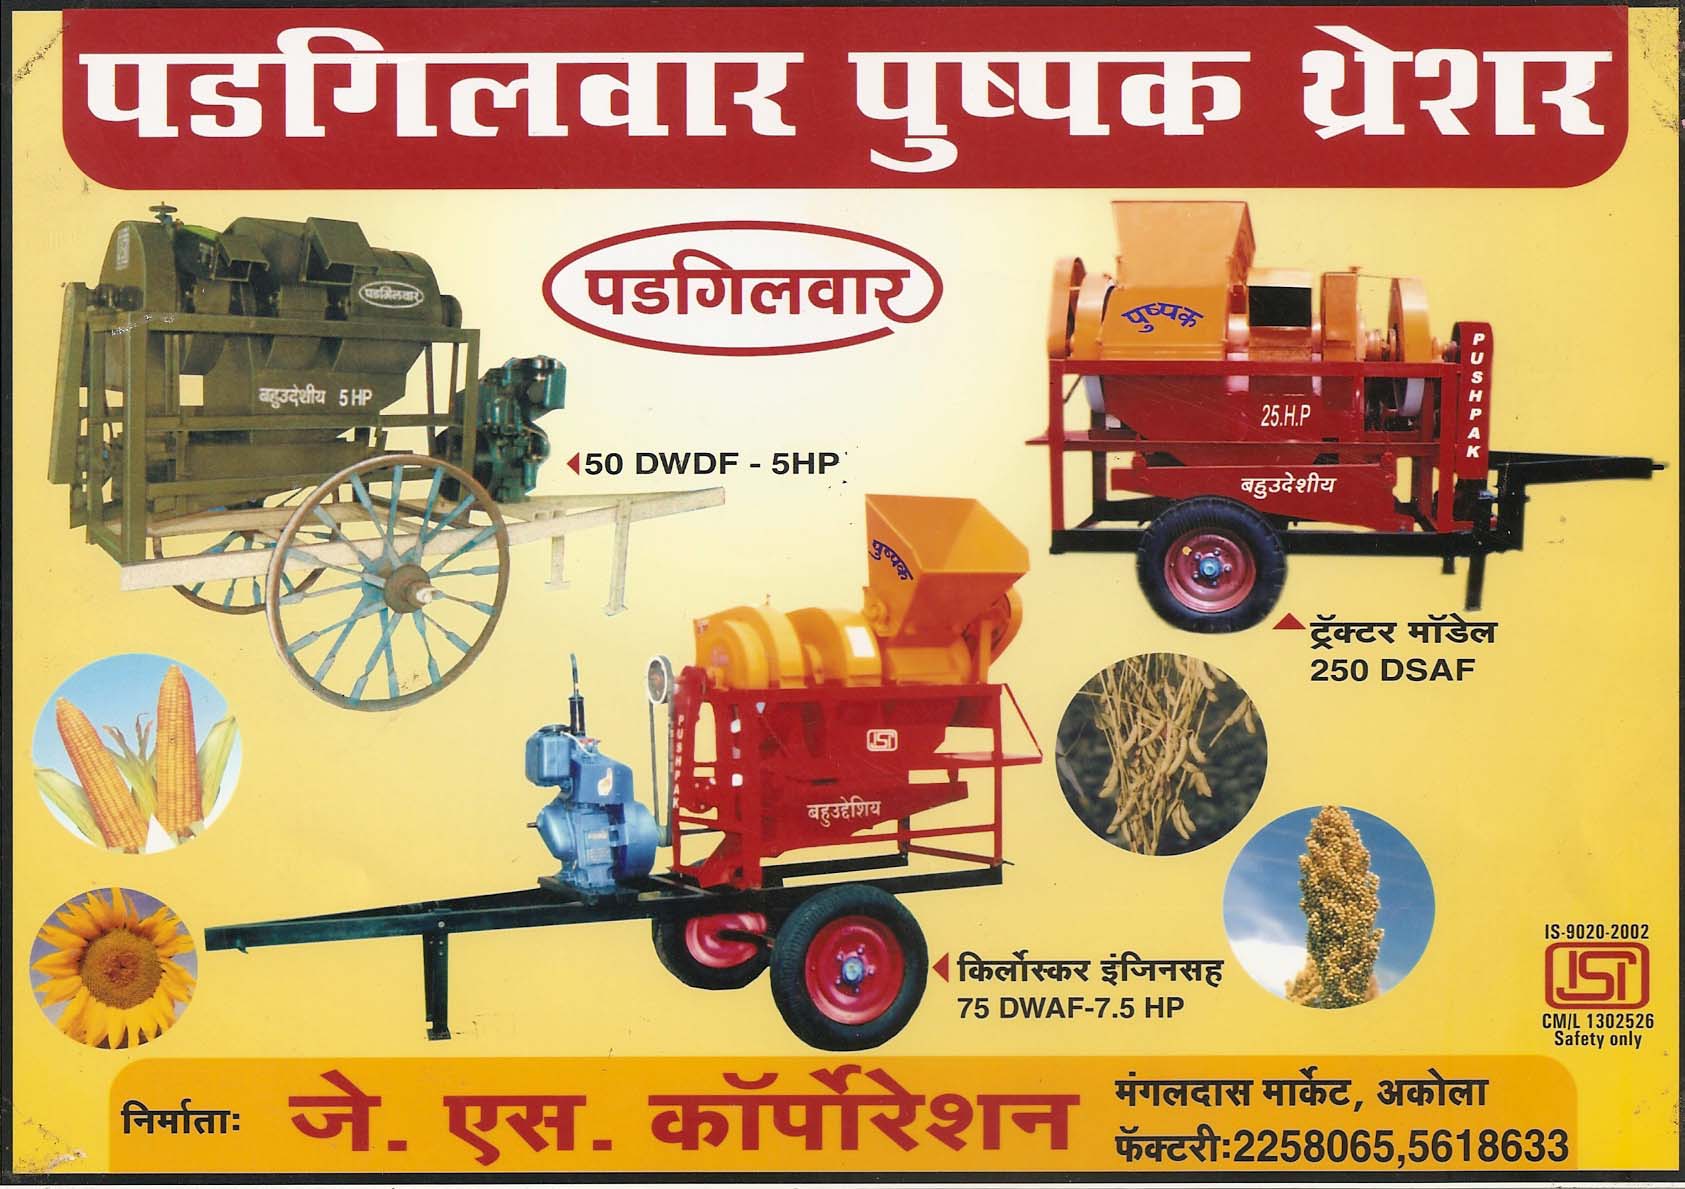 पडगिलवार पुष्पक थ्रेशर
पडगिलवार
पडगिलवार
बहुउदेशीय 5 HP
50 DWDF - 5HP
पुष्पक
PUSHPAK
25.H.P
बहुउदेशीय
ट्रॅक्टर मॉडेल
250 DSAF
पुष्पक
PUSHPAK
ISI
बहुउद्देशिय
किर्लोस्कर इंजिनसह
75 DWAF-7.5 HP
IS-9020-2002
ISI
CM/L 1302526
Safety only
निर्माताः
जे. एस. कॉर्पोरेशन
मंगलदास मार्केट, अकोला
फॅक्टरीः2258065,5618633